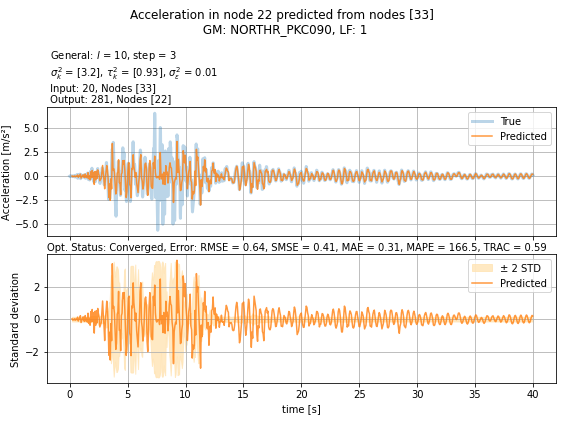 Acceleration in node 22 predicted from nodes [33]
GM: NORTHR_PKC090, LF: 1
General: l = 10, step = 3
σ²ₖ = [3.2], τ²ₖ = [0.93], σ²ε = 0.01
Input: 20, Nodes [33]
Output: 281, Nodes [22]
Acceleration [m/s²]
5.0
2.5
0.0
−2.5
−5.0
True
Predicted
Opt. Status: Converged, Error: RMSE = 0.64, SMSE = 0.41, MAE = 0.31, MAPE = 166.5, TRAC = 0.59
Standard deviation
2
0
−2
± 2 STD
Predicted
0 5 10 15 20 25 30 35 40
time [s]